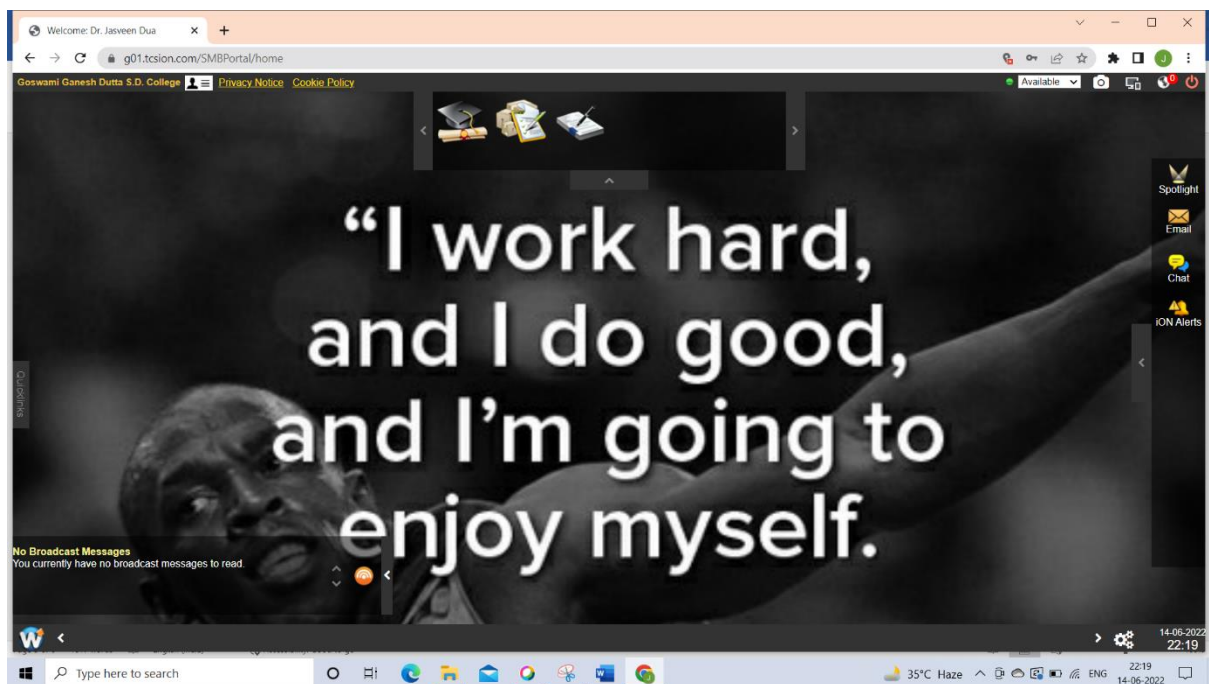 Welcome: Dr. Jasveen Dua
g01.tcsion.com/SMBPortal/home
J
Goswami Ganesh Dutta S.D. College Privacy Notice Cookie Policy
Available
0
Spotlight
Email
Chat
iON Alerts
Quicklinks
“I work hard,
and I do good,
and I’m going to
enjoy myself.
No Broadcast Messages
You currently have no broadcast messages to read.
W
14-06-2022
22:19
Type here to search
35°C Haze
ENG
22:19
14-06-2022